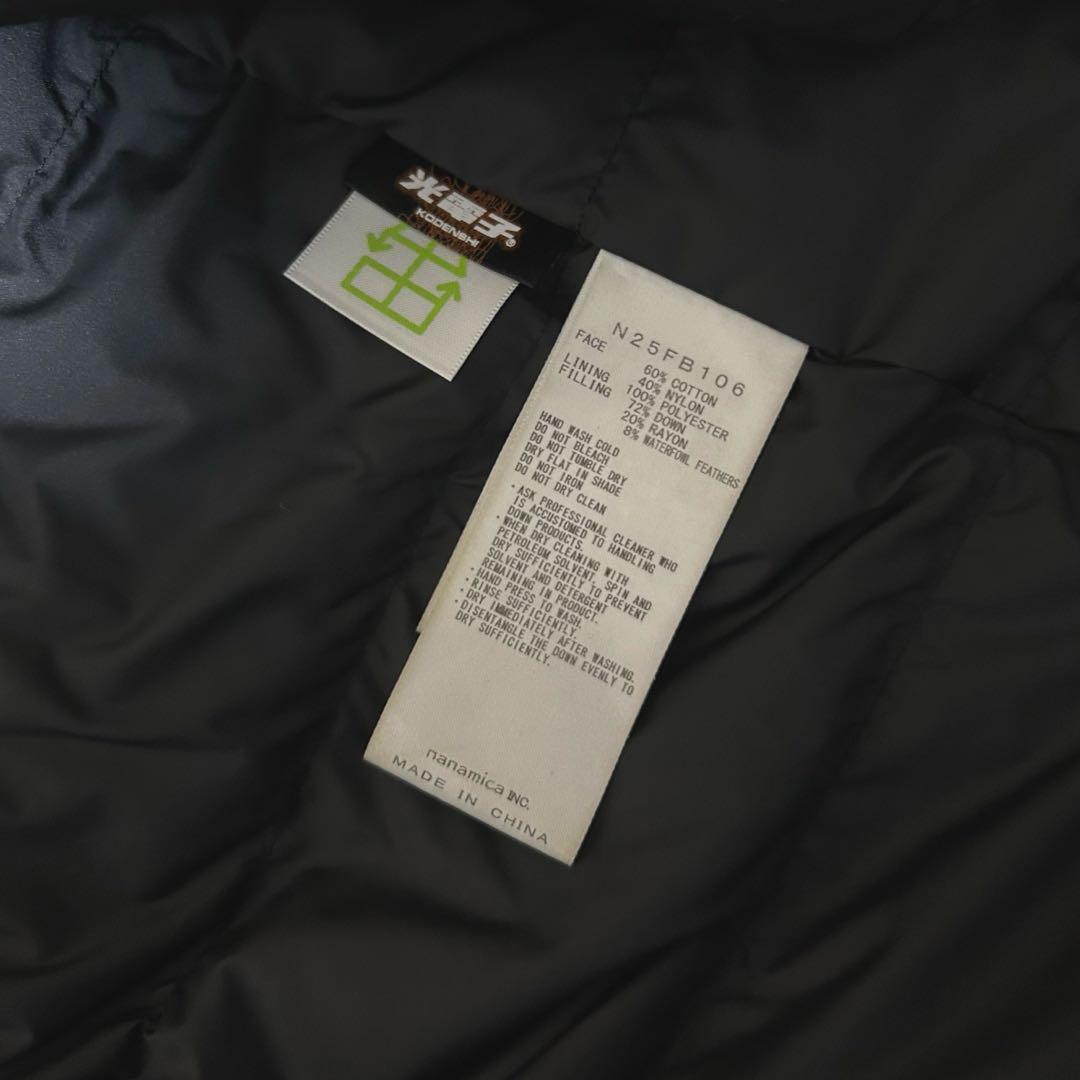 光電子®
KODENSHI
N25FB106
FACE 60% COTTON
40% NYLON
LINING 100% POLYESTER
FILLING 72% DOWN
20% RAYON
8% WATERFOWL FEATHERS
HAND WASH COLD
DO NOT BLEACH
DO NOT TUMBLE DRY
DRY FLAT IN SHADE
DO NOT IRON
DO NOT DRY CLEAN
・ASK PROFESSIONAL CLEANER WHO
IS ACCUSTOMED TO HANDLING
DOWN PRODUCTS.
・WHEN DRY CLEANING WITH
PETROLEUM SOLVENT, SPIN AND
DRY SUFFICIENTLY TO PREVENT
SOLVENT AND DETERGENT
REMAINING IN PRODUCT.
・HAND PRESS TO WASH.
・RINSE SUFFICIENTLY.
・DRY IMMEDIATELY AFTER WASHING.
・DISENTANGLE THE DOWN EVENLY TO
DRY SUFFICIENTLY.
nanamica INC.
MADE IN CHINA